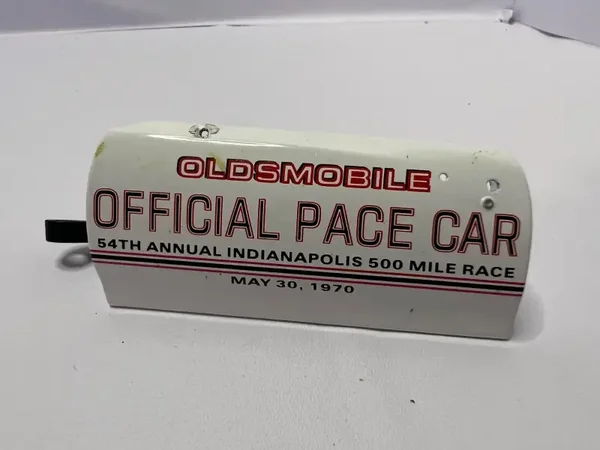 OLDSMOBILE
OFFICIAL PACE CAR
54TH ANNUAL INDIANAPOLIS 500 MILE RACE
MAY 30, 1970